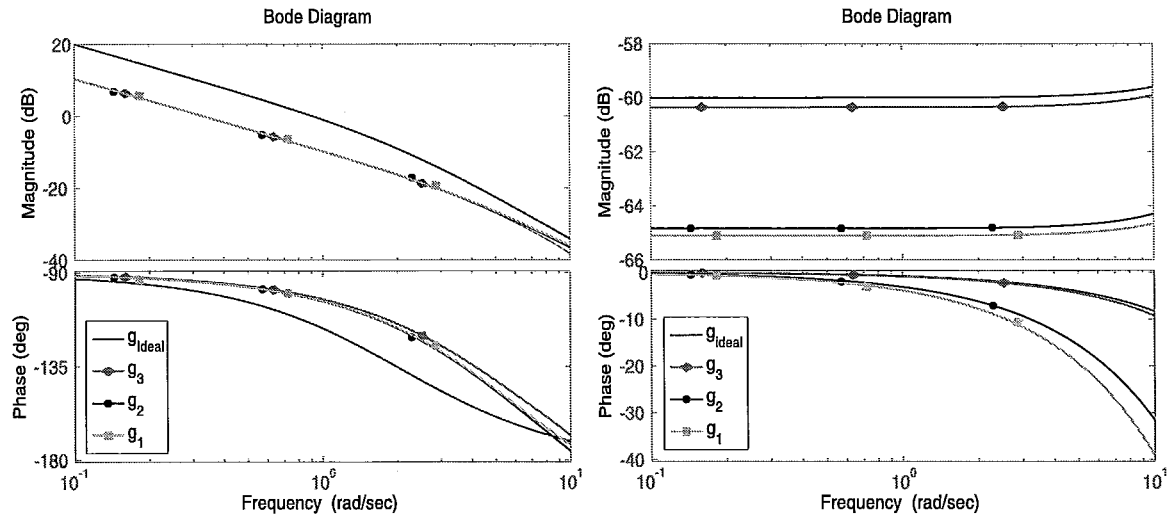 Bode Diagram
20
0
-20
-40
Magnitude (dB)
-90
-135
-180
Phase (deg)
g_Ideal
g_3
g_2
g_1
10^-1
10^0
10^1
Frequency (rad/sec)
Bode Diagram
-58
-60
-62
-64
-66
Magnitude (dB)
0
-10
-20
-30
-40
Phase (deg)
g_ideal
g_3
g_2
g_1
10^-1
10^0
10^1
Frequency (rad/sec)